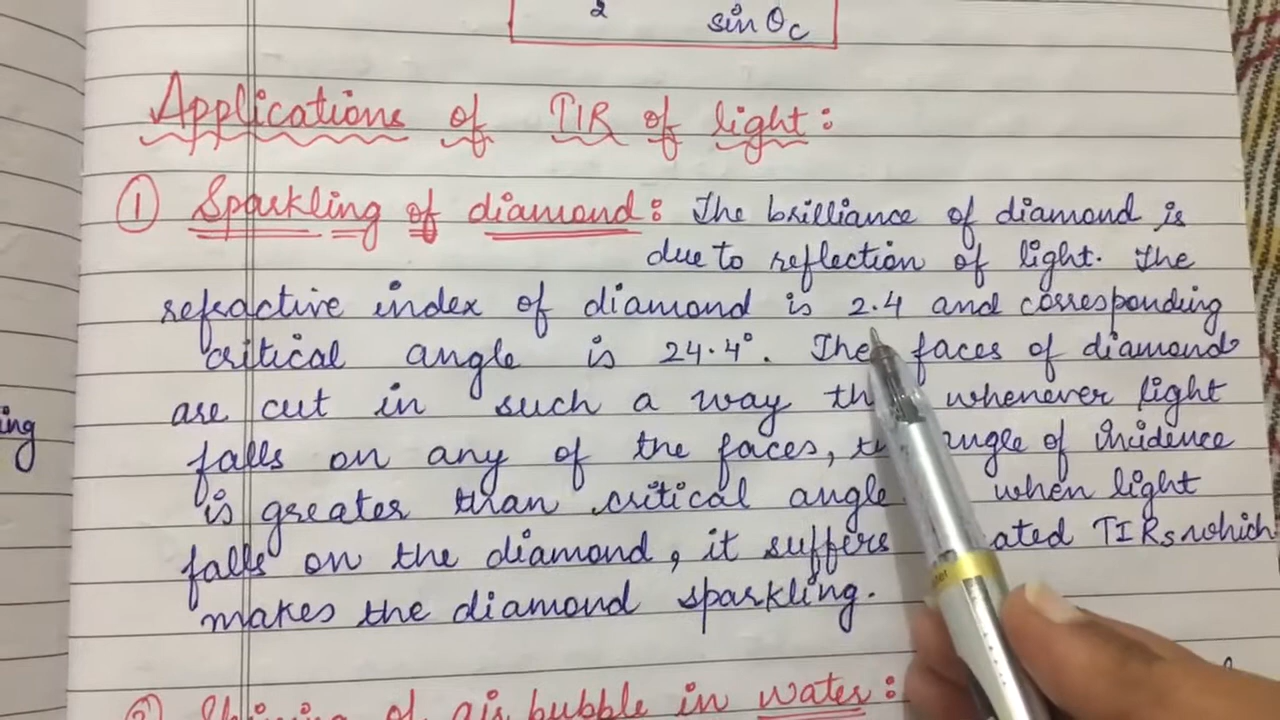 2 sin θc
Applications of TIR of light:
① Sparkling of diamond: The brilliance of diamond is
due to reflection of light. The
refractive index of diamond is 2.4 and corresponding
critical angle is 24.4°. The faces of diamond
are cut in such a way whenever light
falls on any of the faces, angle of incidence
is greater than critical angle. when light
falls on the diamond, it suffers TIRs which
makes the diamond sparkling.
of air bubble in water: